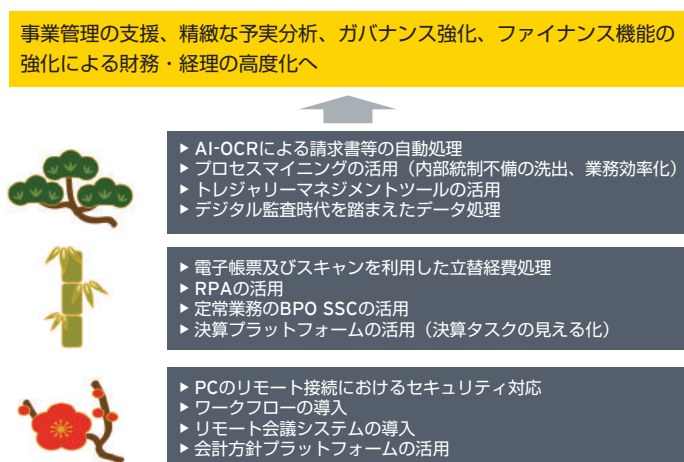 事業管理の支援、精緻な予実分析、ガバナンス強化、ファイナンス機能の
強化による財務・経理の高度化へ
▶ AI-OCRによる請求書等の自動処理
▶ プロセスマイニングの活用（内部統制不備の洗出、業務効率化）
▶ トレジャリーマネジメントツールの活用
▶ デジタル監査時代を踏まえたデータ処理
▶ 電子帳票及びスキャンを利用した立替経費処理
▶ RPAの活用
▶ 定常業務のBPO SSCの活用
▶ 決算プラットフォームの活用（決算タスクの見える化）
▶ PCのリモート接続におけるセキュリティ対応
▶ ワークフローの導入
▶ リモート会議システムの導入
▶ 会計方針プラットフォームの活用